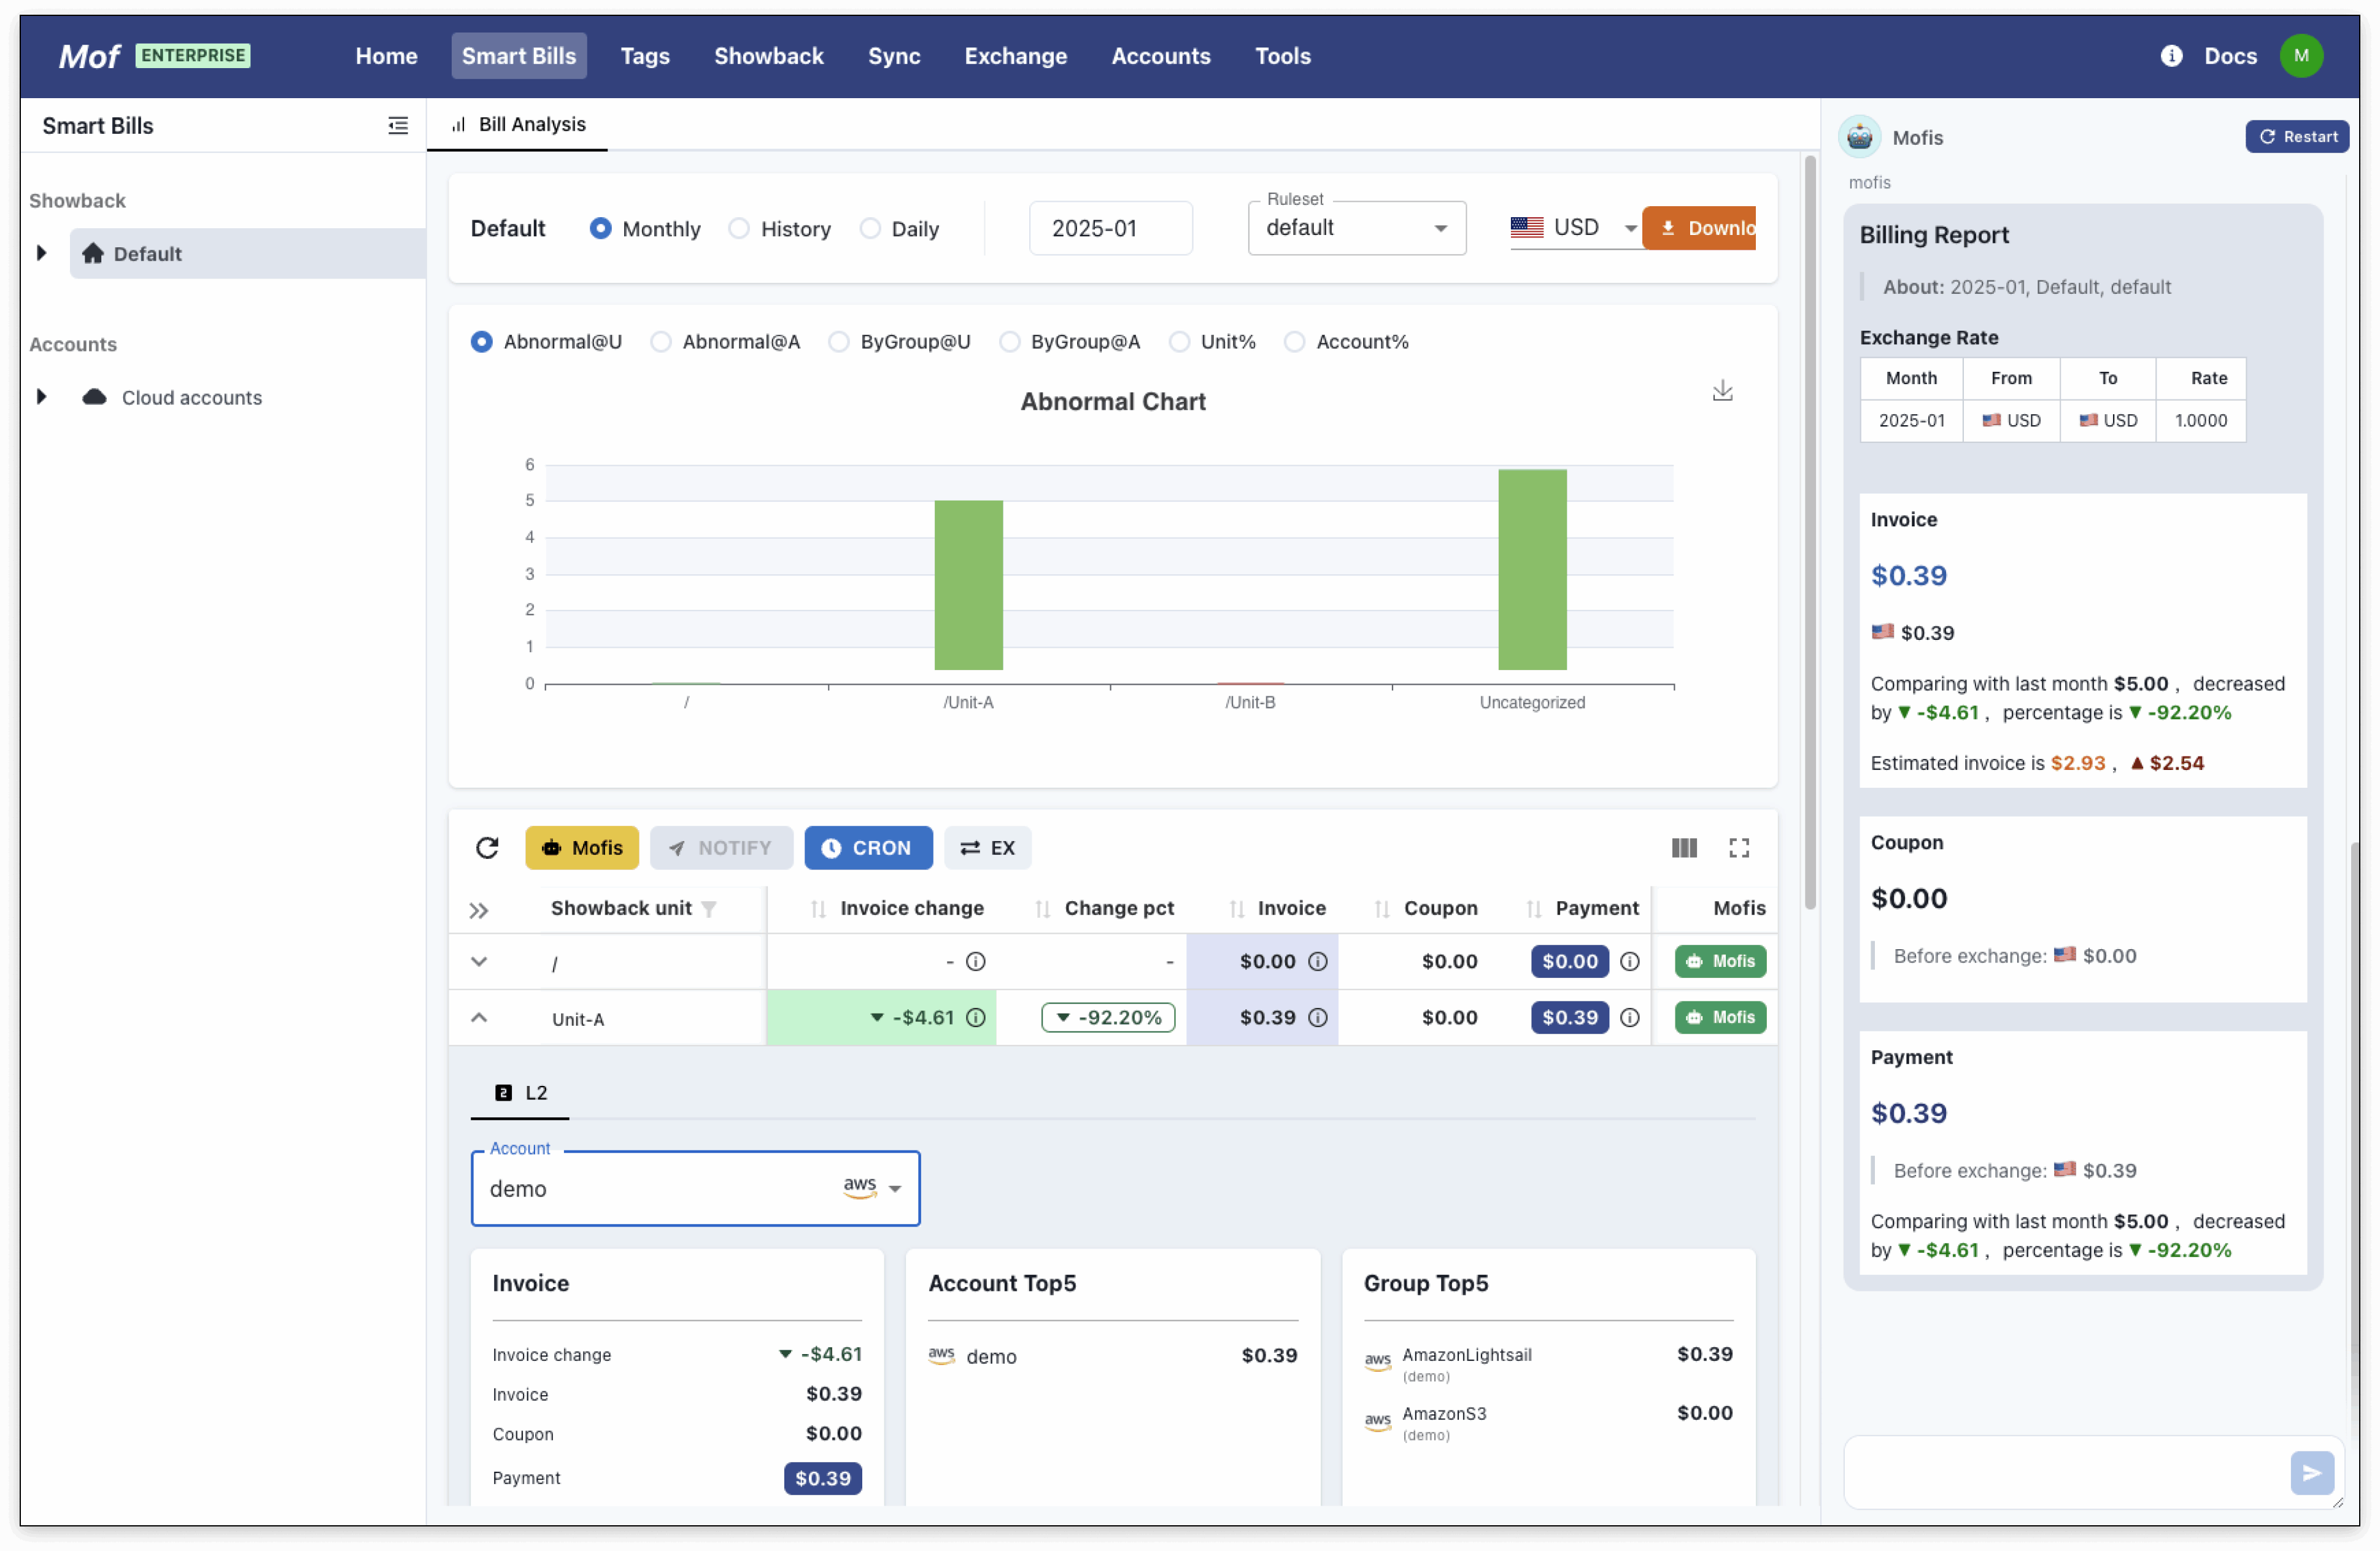 Mof ENTERPRISE Home Smart Bills Tags Showback Sync Exchange Accounts Tools Docs M
Smart Bills
Showback
Default
Accounts
Cloud accounts
Bill Analysis
Default Monthly History Daily 2025-01 Ruleset default USD Downlo
Abnormal@U Abnormal@A ByGroup@U ByGroup@A Unit% Account%
Abnormal Chart
6
5
4
3
2
1
0
/ /Unit-A /Unit-B Uncategorized
Mofis NOTIFY CRON EX
Showback unit Invoice change Change pct Invoice Coupon Payment Mofis
/ - - $0.00 $0.00 $0.00 Mofis
Unit-A ▼ -$4.61 ▼ -92.20% $0.39 $0.00 $0.39 Mofis
2 L2
Account
demo aws
Invoice
Invoice change ▼ -$4.61
Invoice $0.39
Coupon $0.00
Payment $0.39
Account Top5
aws demo $0.39
Group Top5
aws AmazonLightsail $0.39
(demo)
aws AmazonS3 $0.00
(demo)
Mofis Restart
mofis
Billing Report
About: 2025-01, Default, default
Exchange Rate
Month From To Rate
2025-01 🇺🇸 USD 🇺🇸 USD 1.0000
Invoice
$0.39
🇺🇸 $0.39
Comparing with last month $5.00 , decreased
by ▼ -$4.61 , percentage is ▼ -92.20%
Estimated invoice is $2.93 , ▲ $2.54
Coupon
$0.00
Before exchange: 🇺🇸 $0.00
Payment
$0.39
Before exchange: 🇺🇸 $0.39
Comparing with last month $5.00 , decreased
by ▼ -$4.61 , percentage is ▼ -92.20%